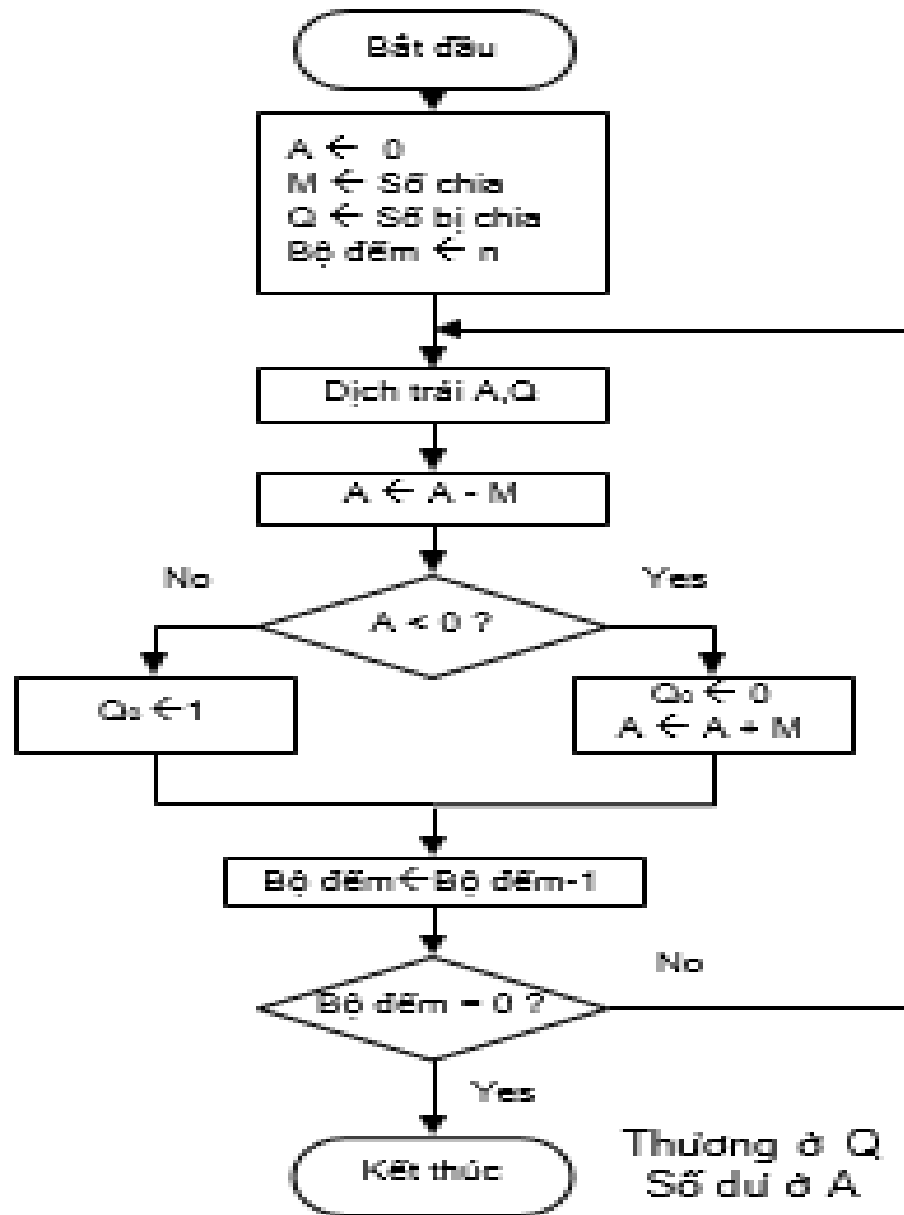 Bắt đầu
A ← 0
M ← Số chia
Q ← Số bị chia
Bộ đếm ← n
Dịch trái A,Q
A ← A - M
No
Yes
A < 0 ?
Q₀ ←1
Q₀ ← 0
A ← A + M
Bộ đếm←Bộ đếm-1
No
Bộ đếm = 0 ?
Yes
Kết thúc
Thương ở Q
Số dư ở A